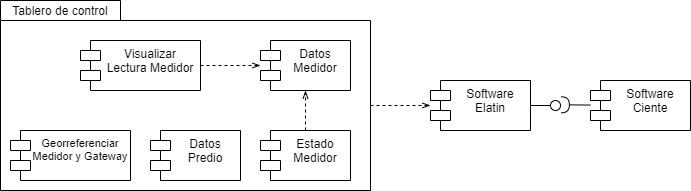 Tablero de control
Visualizar
Lectura Medidor
Datos
Medidor
Software
Elatin
Software
Ciente
Georreferenciar
Medidor y Gateway
Datos
Predio
Estado
Medidor